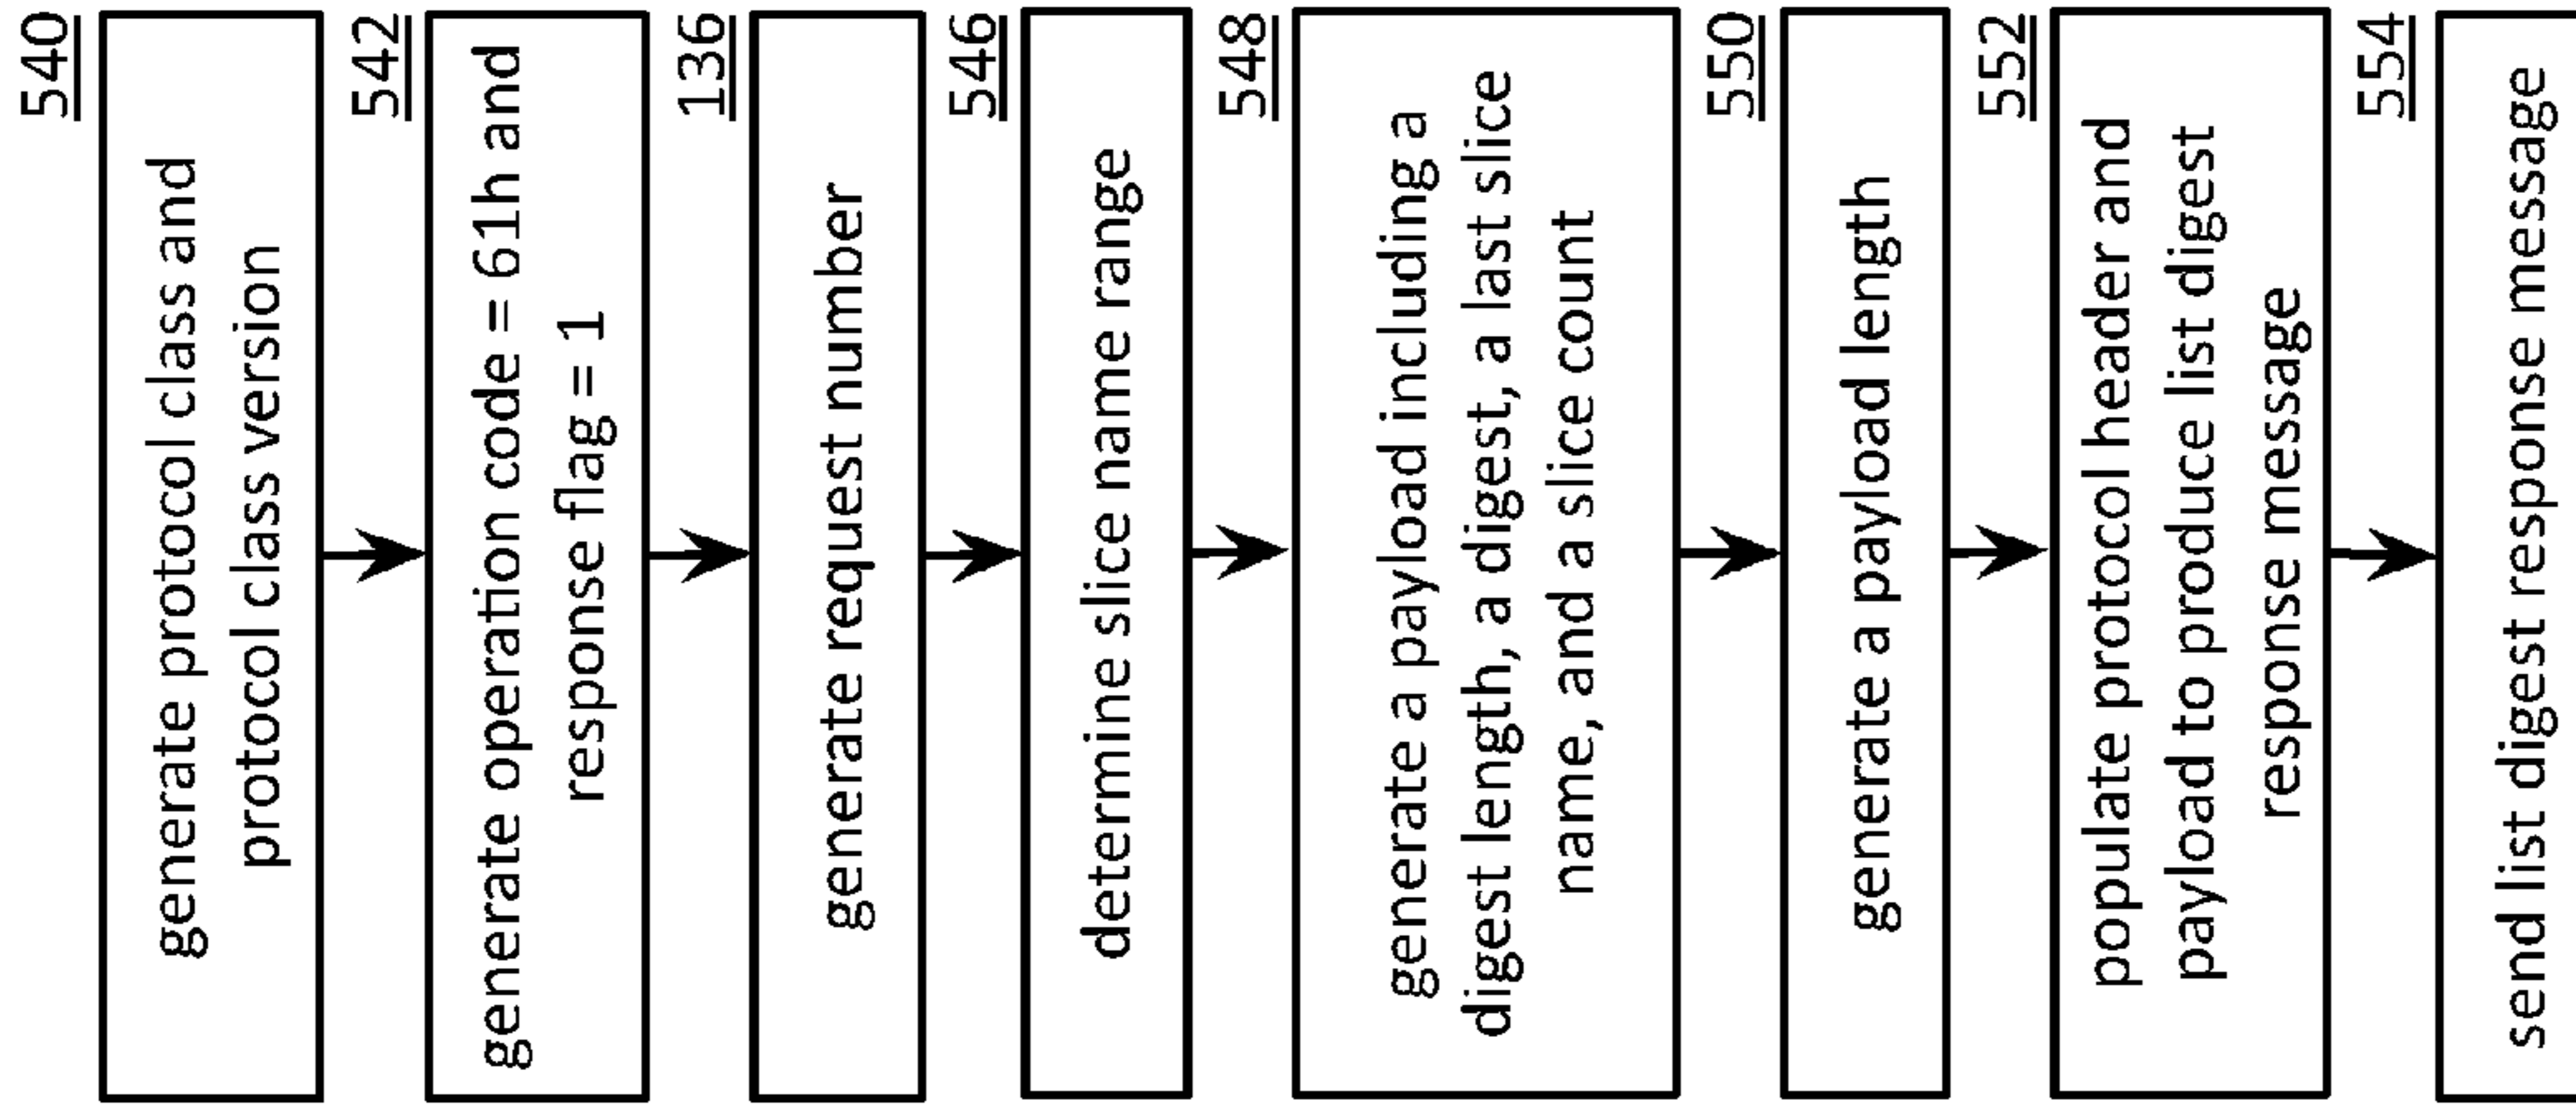 540
generate protocol class and
protocol class version
542
generate operation code = 61h and
response flag = 1
136
generate request number
546
determine slice name range
548
generate a payload including a
digest length, a digest, a last slice
name, and a slice count
550
generate a payload length
552
populate protocol header and
payload to produce list digest
response message
554
send list digest response message